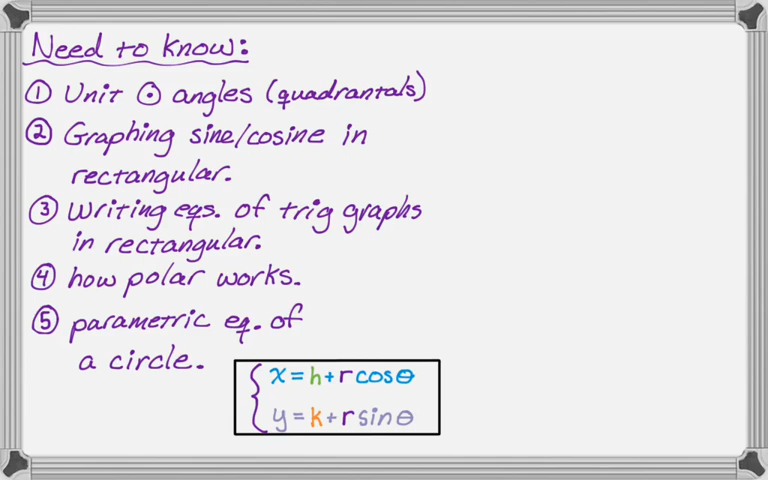 Need to know:
① Unit ⊙ angles (quadrantals)
② Graphing sine/cosine in
rectangular.
③ Writing eqs. of trig graphs
in rectangular.
④ how polar works.
⑤ parametric eq. of
a circle.
x = h + r cos θ
y = k + r sin θ